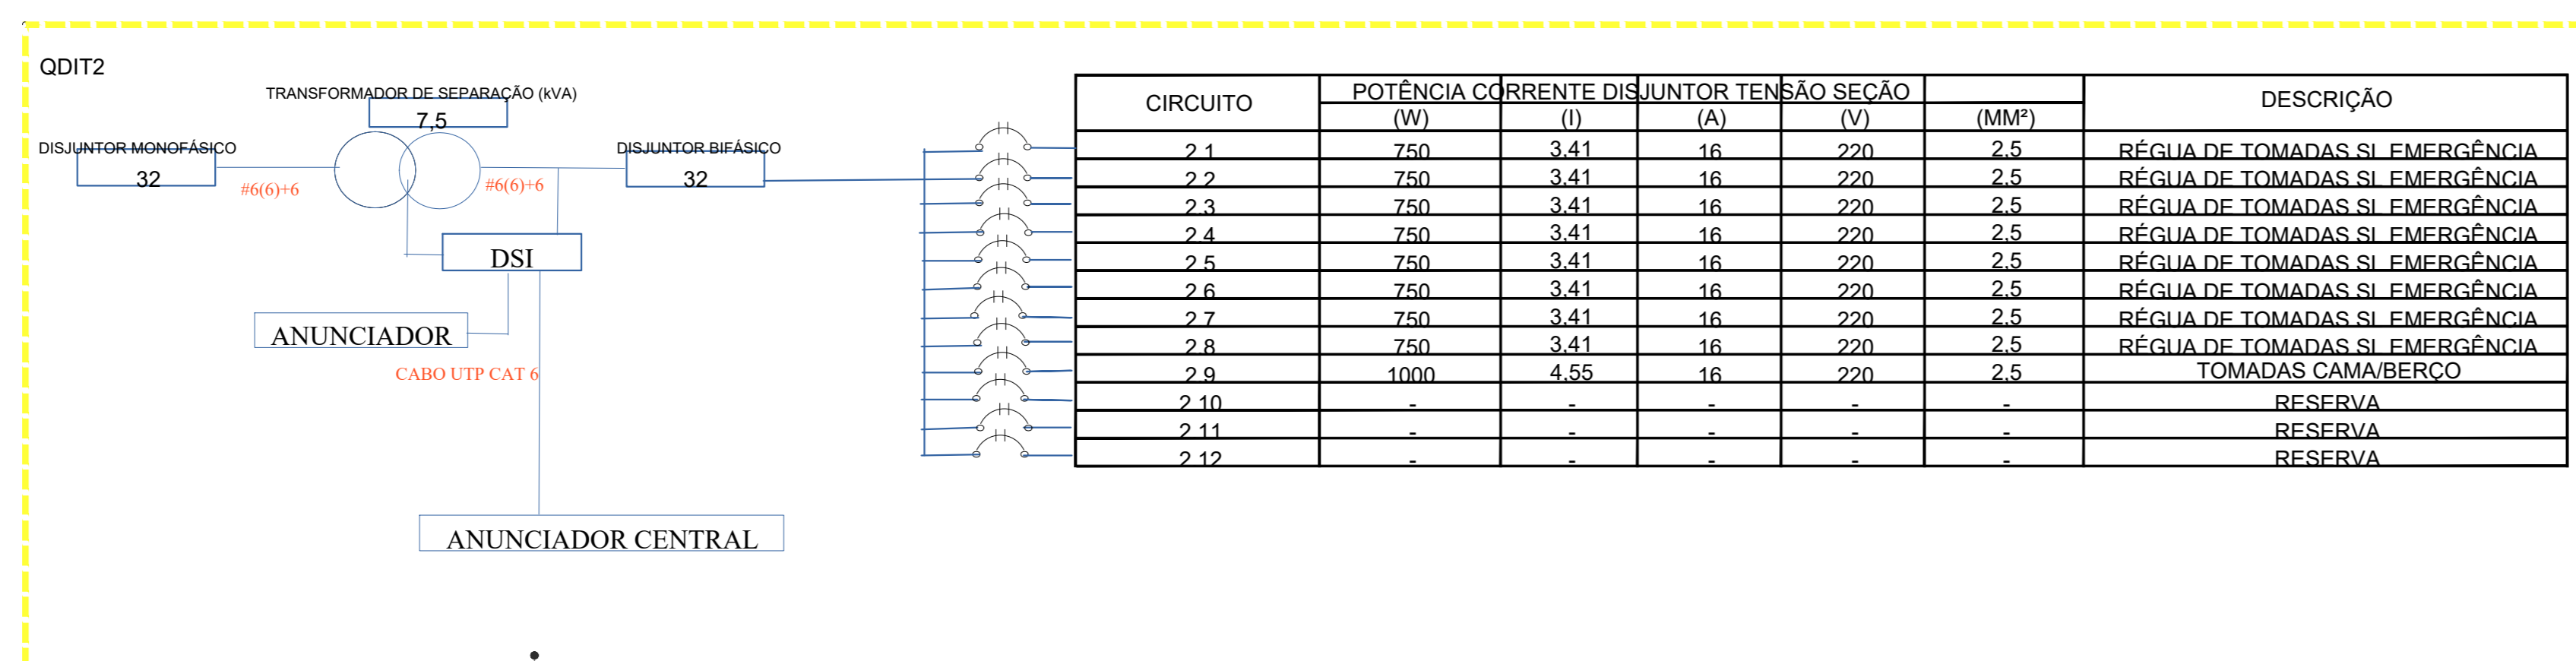 QDIT2
TRANSFORMADOR DE SEPARAÇÃO (kVA)
7,5
DISJUNTOR MONOFÁSICO
32
#6(6)+6
#6(6)+6
DISJUNTOR BIFÁSICO
32
DSI
ANUNCIADOR
CABO UTP CAT 6
ANUNCIADOR CENTRAL
CIRCUITO POTÊNCIA CORRENTE DISJUNTOR TENSÃO SEÇÃO DESCRIÇÃO
(W) (I) (A) (V) (MM²)
2.1 750 3,41 16 220 2,5 RÉGUA DE TOMADAS SL EMERGÊNCIA
2.2 750 3,41 16 220 2,5 RÉGUA DE TOMADAS SL EMERGÊNCIA
2.3 750 3,41 16 220 2,5 RÉGUA DE TOMADAS SL EMERGÊNCIA
2.4 750 3,41 16 220 2,5 RÉGUA DE TOMADAS SL EMERGÊNCIA
2.5 750 3,41 16 220 2,5 RÉGUA DE TOMADAS SL EMERGÊNCIA
2.6 750 3,41 16 220 2,5 RÉGUA DE TOMADAS SL EMERGÊNCIA
2.7 750 3,41 16 220 2,5 RÉGUA DE TOMADAS SL EMERGÊNCIA
2.8 750 3,41 16 220 2,5 RÉGUA DE TOMADAS SL EMERGÊNCIA
2.9 1000 4,55 16 220 2,5 TOMADAS CAMA/BERÇO
2.10 - - - - - RESERVA
2.11 - - - - - RESERVA
2.12 - - - - - RESERVA